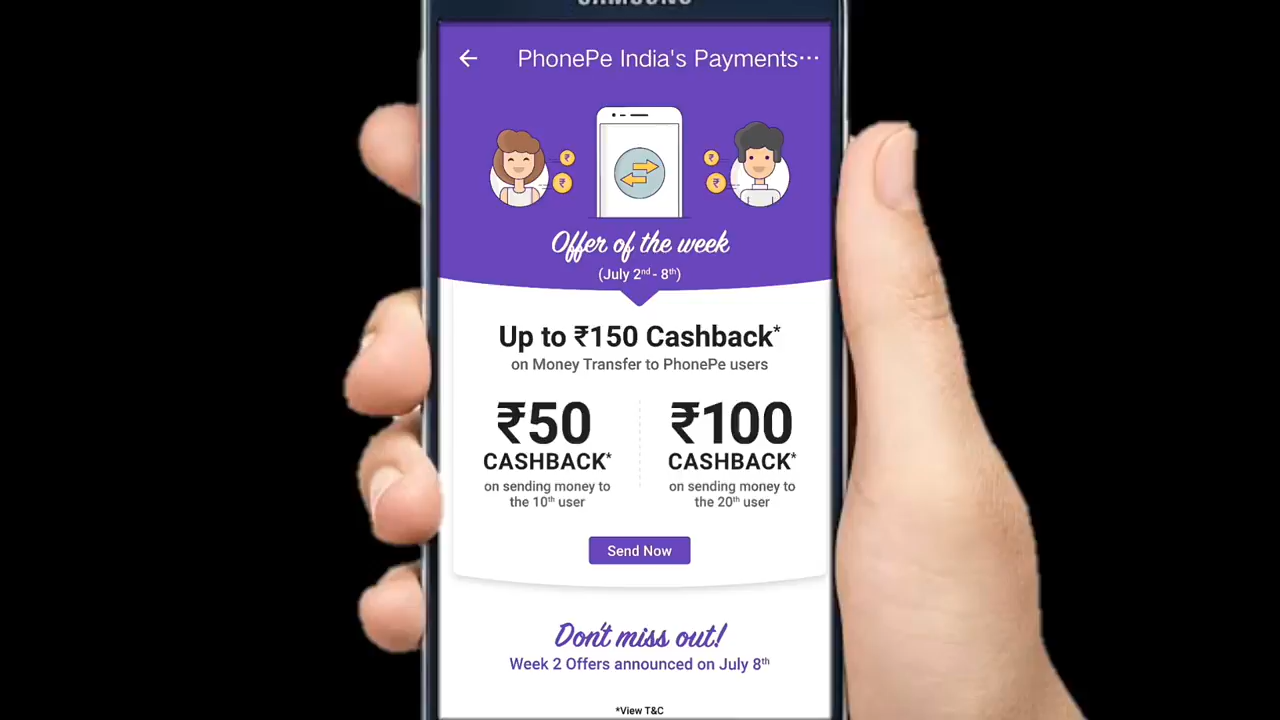 SAMSUNG
PhonePe India's Payments...
Offer of the week
(July 2nd - 8th)
Up to ₹150 Cashback*
on Money Transfer to PhonePe users
₹50
CASHBACK*
on sending money to
the 10th user
₹100
CASHBACK*
on sending money to
the 20th user
Send Now
Don't miss out!
Week 2 Offers announced on July 8th
*View T&C